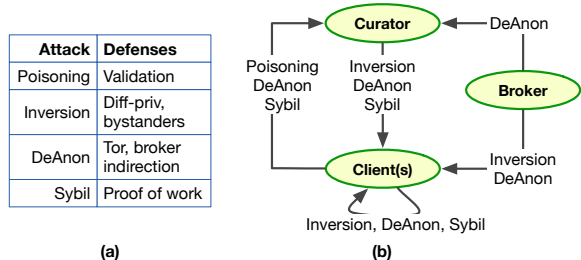 Attack Defenses
Poisoning Validation
Inversion Diff-priv,
bystanders
DeAnon Tor, broker
indirection
Sybil Proof of work
(a)
Curator
DeAnon
Poisoning
DeAnon
Sybil
Inversion
DeAnon
Sybil
Broker
Client(s)
Inversion
DeAnon
Inversion, DeAnon, Sybil
(b)